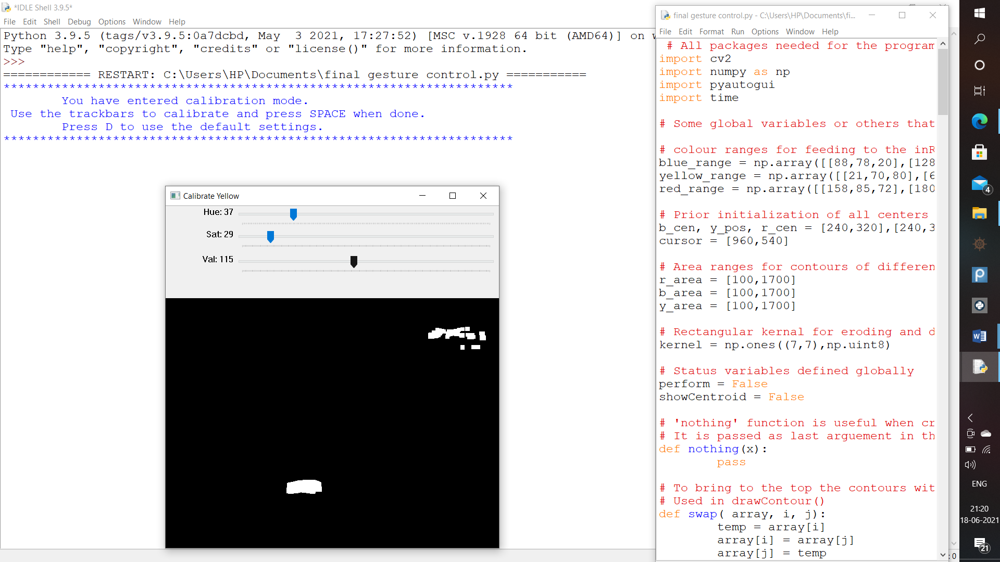 *IDLE Shell 3.9.5*
File Edit Shell Debug Options Window Help
Python 3.9.5 (tags/v3.9.5:0a7dcbd, May  3 2021, 17:27:52) [MSC v.1928 64 bit (AMD64)] on
Type "help", "copyright", "credits" or "license()" for more information.
>>>
============ RESTART: C:\Users\HP\Documents\final gesture control.py ===========
**********************************************************************
You have entered calibration mode.
Use the trackbars to calibrate and press SPACE when done.
Press D to use the default settings.
**********************************************************************
Calibrate Yellow
Hue: 37
Sat: 29
Val: 115
final gesture control.py - C:\Users\HP\Documents\fi...
File Edit Format Run Options Window Help
# All packages needed for the program
import cv2
import numpy as np
import pyautogui
import time
# Some global variables or others that
# colour ranges for feeding to the inR
blue_range = np.array([[88,78,20],[128
yellow_range = np.array([[21,70,80],[6
red_range = np.array([[158,85,72],[180
# Prior initialization of all centers
b_cen, y_pos, r_cen = [240,320],[240,3
cursor = [960,540]
# Area ranges for contours of differen
r_area = [100,1700]
b_area = [100,1700]
y_area = [100,1700]
# Rectangular kernal for eroding and d
kernel = np.ones((7,7),np.uint8)
# Status variables defined globally
perform = False
showCentroid = False
# 'nothing' function is useful when cr
# It is passed as last arguement in th
def nothing(x):
pass
# To bring to the top the contours wit
# Used in drawContour()
def swap( array, i, j):
temp = array[i]
array[i] = array[j]
array[j] = temp
: 0
4
ENG
21:20
18-06-2021
21